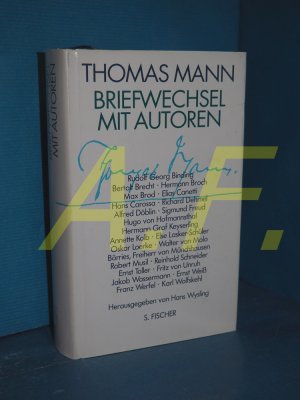 MIT AUTOREN
THOMAS MANN
BRIEFWECHSEL
MIT AUTOREN
Rudolf Georg Binding
Bertolt Brecht · Hermann Broch
Max Brod · Elias Canetti
Hans Carossa · Richard Dehmel
Alfred Döblin · Sigmund Freud
Hugo von Hofmannsthal
Hermann Graf Keyserling
Annette Kolb · Else Lasker-Schüler
Oskar Loerke · Walter von Molo
Börries, Freiherr von Münchhausen
Robert Musil · Reinhold Schneider
Ernst Toller · Fritz von Unruh
Jakob Wassermann · Ernst Weiß
Franz Werfel · Karl Wolfskehl
Herausgegeben von Hans Wysling
S. FISCHER